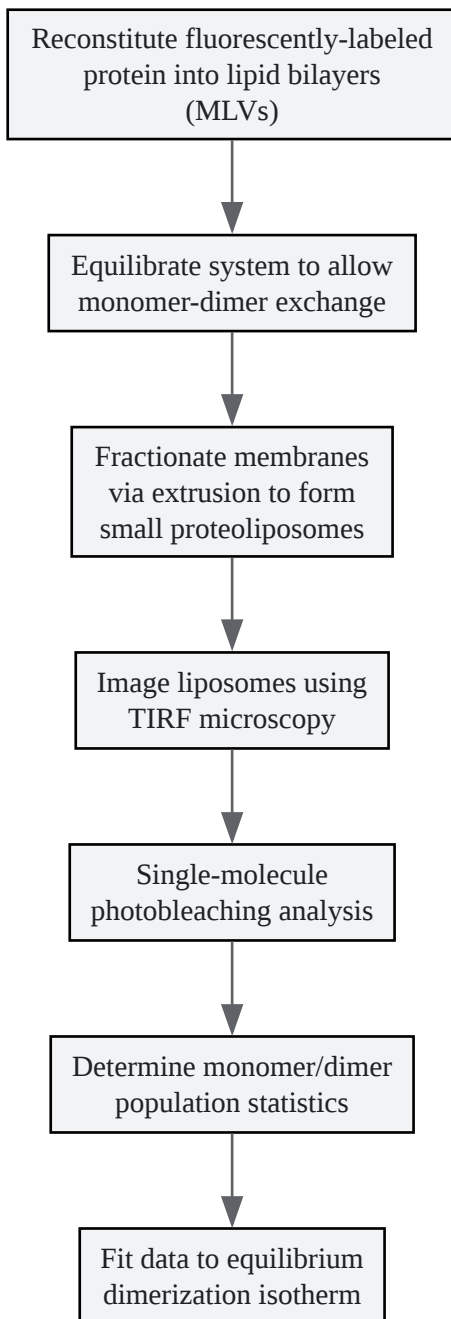 Reconstitute fluorescently-labeled
protein into lipid bilayers
(MLVs)
Equilibrate system to allow
monomer-dimer exchange
Fractionate membranes
via extrusion to form
small proteoliposomes
Image liposomes using
TIRF microscopy
Single-molecule
photobleaching analysis
Determine monomer/dimer
population statistics
Fit data to equilibrium
dimerization isotherm